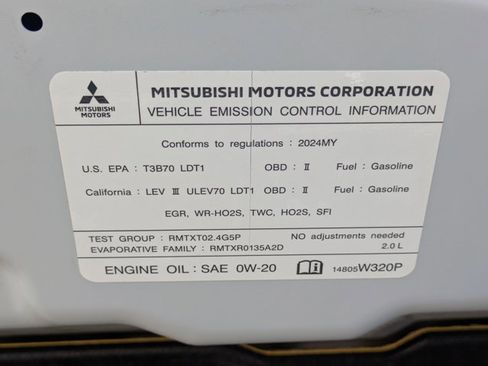 MITSUBISHI MOTORS
MITSUBISHI MOTORS CORPORATION
VEHICLE EMISSION CONTROL INFORMATION
Conforms to regulations : 2024MY
U.S. EPA : T3B70 LDT1 OBD : Ⅱ Fuel : Gasoline
California : LEV Ⅲ ULEV70 LDT1 OBD : Ⅱ Fuel : Gasoline
EGR, WR-HO2S, TWC, HO2S, SFI
TEST GROUP : RMTXT02.4G5P NO adjustments needed
EVAPORATIVE FAMILY : RMTXR0135A2D 2.0 L
ENGINE OIL : SAE 0W-20 14805W320P